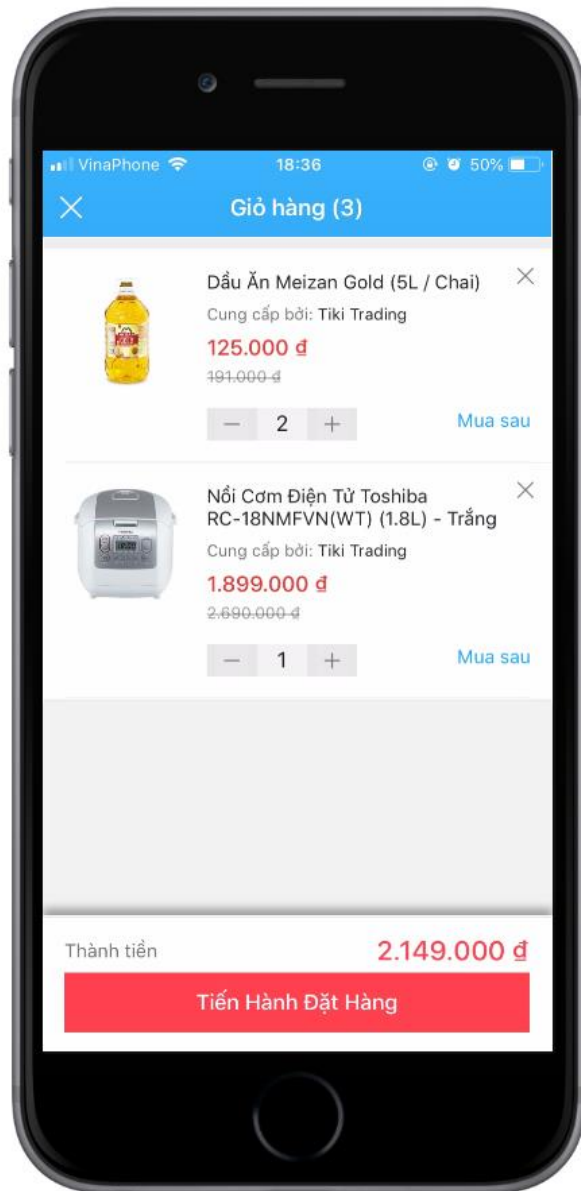 VinaPhone 18:36 50%
Giỏ hàng (3)
Dầu Ăn Meizan Gold (5L / Chai)
Cung cấp bởi: Tiki Trading
125.000 ₫
191.000 ₫
2
Mua sau
Nồi Cơm Điện Tử Toshiba
RC-18NMFVN(WT) (1.8L) - Trắng
Cung cấp bởi: Tiki Trading
1.899.000 ₫
2.690.000 ₫
1
Mua sau
Thành tiền 2.149.000 ₫
Tiến Hành Đặt Hàng